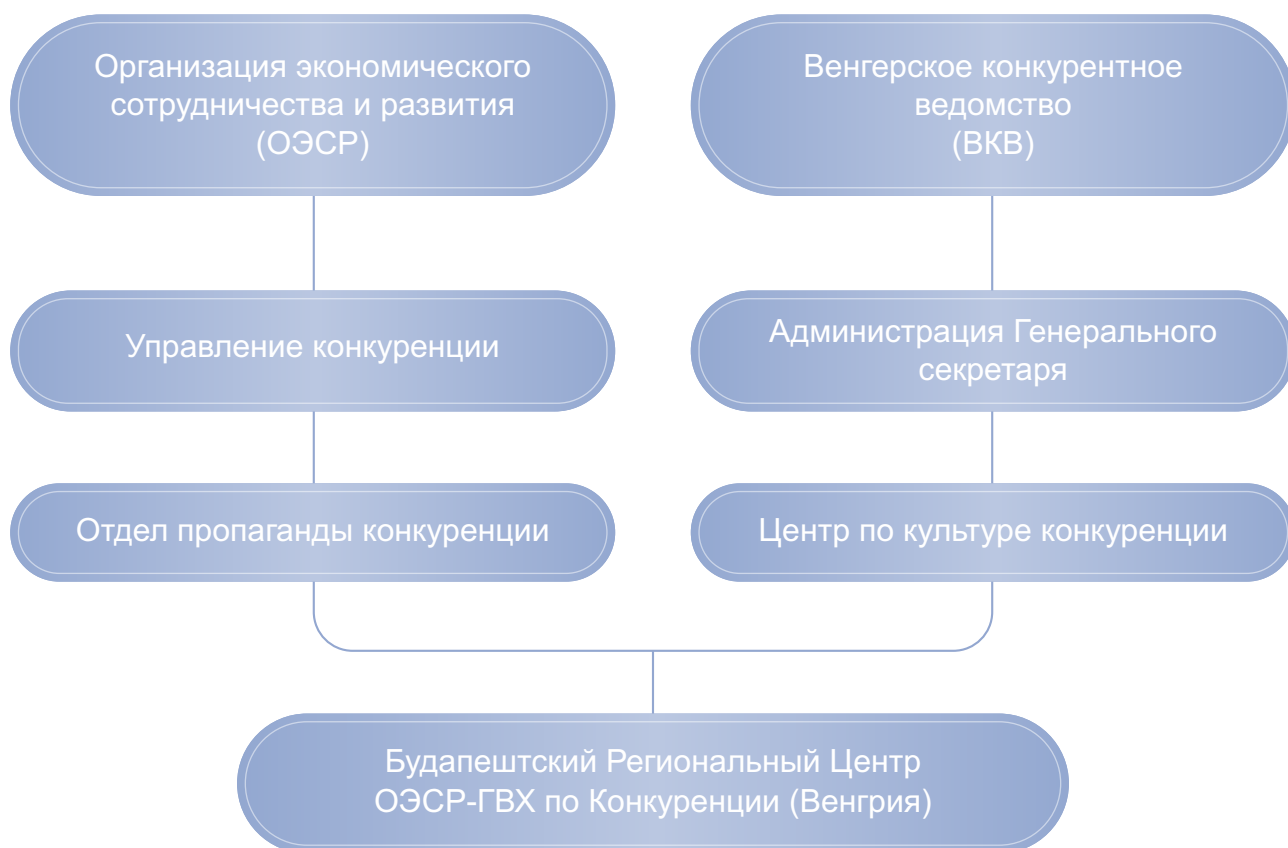 Организация экономического
сотрудничества и развития
(ОЭСР)
Венгерское конкурентное
ведомство
(ВКВ)
Управление конкуренции
Администрация Генерального
секретаря
Отдел пропаганды конкуренции
Центр по культуре конкуренции
Будапештский Региональный Центр
ОЭСР-ГВХ по Конкуренции (Венгрия)